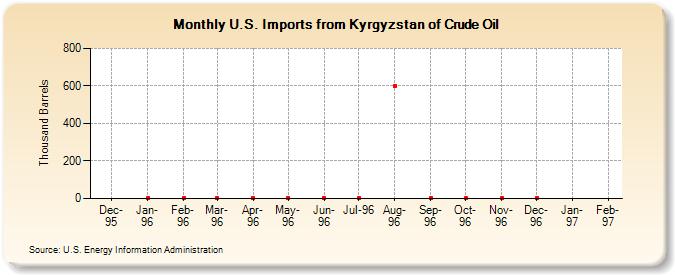 Monthly U.S. Imports from Kyrgyzstan of Crude Oil
Thousand Barrels
800
600
400
200
0
Dec-95 Jan-96 Feb-96 Mar-96 Apr-96 May-96 Jun-96 Jul-96 Aug-96 Sep-96 Oct-96 Nov-96 Dec-96 Jan-97 Feb-97
Source: U.S. Energy Information Administration